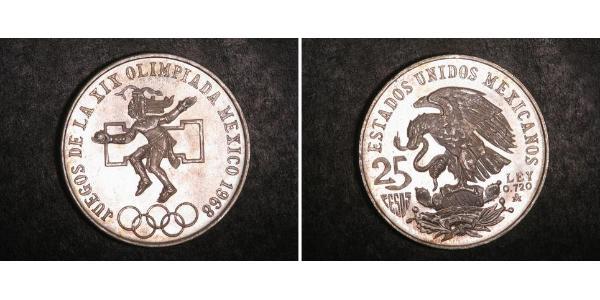 JUEGOS DE LA XIX OLIMPIADA MEXICO 1968
ESTADOS UNIDOS MEXICANOS
25
PESOS
LEY
0.720